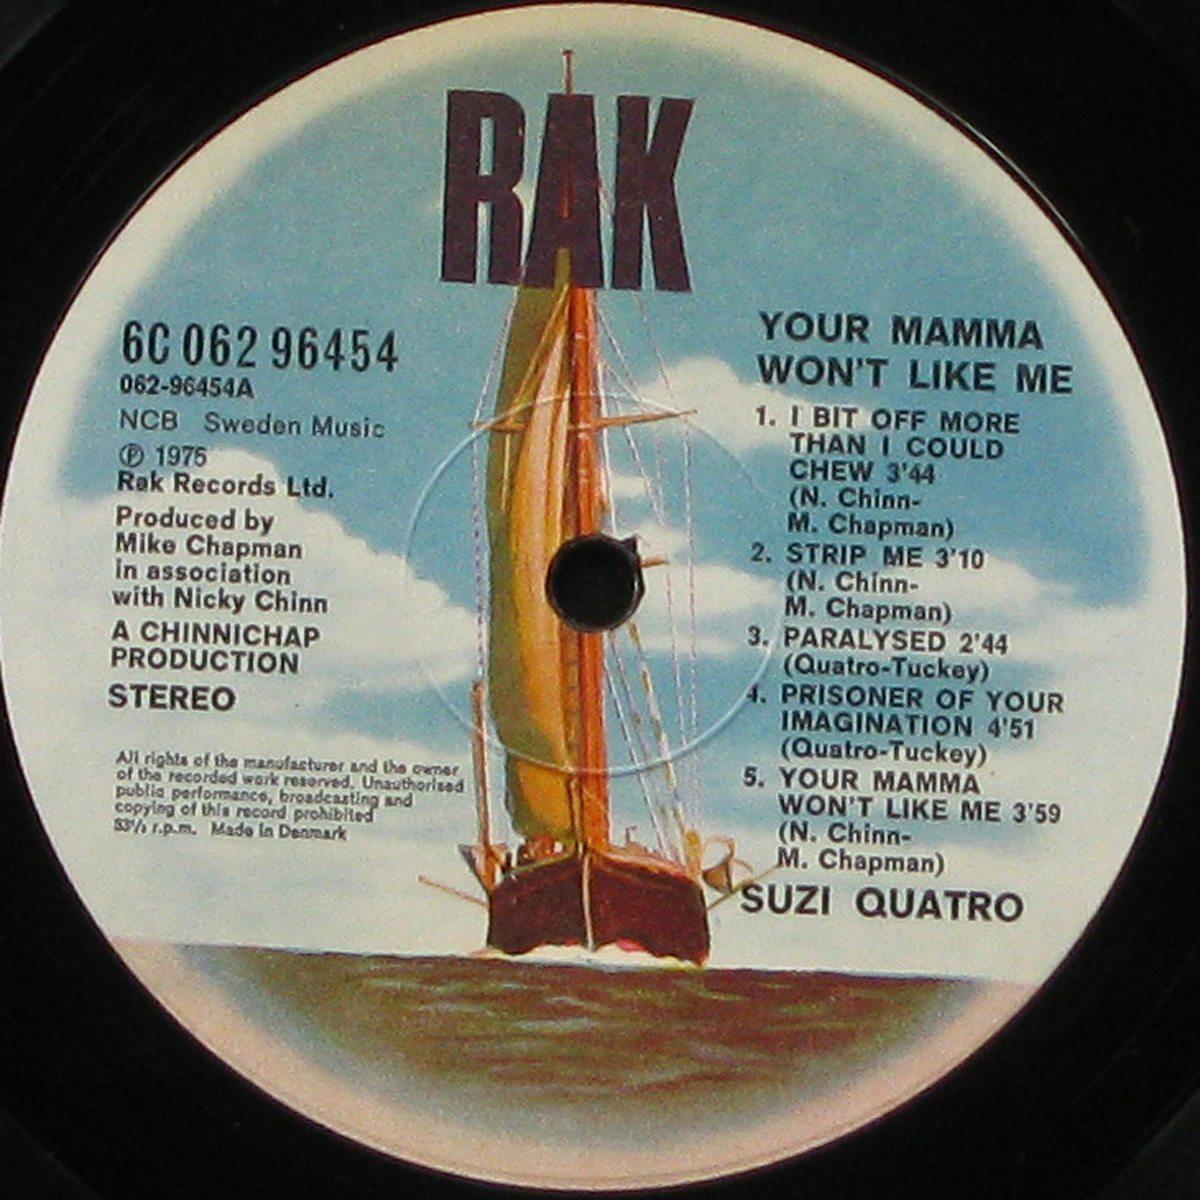 RAK
6C 062 96454
062-96454A
NCB Sweden Music
Ⓟ 1975
Rak Records Ltd.
Produced by
Mike Chapman
in association
with Nicky Chinn
A CHINNICHAP
PRODUCTION
STEREO
All rights of the manufacturer and the owner
of the recorded work reserved. Unauthorised
public performance, broadcasting and
copying of this record prohibited
33⅓ r.p.m. Made in Denmark
YOUR MAMMA
WON'T LIKE ME
1. I BIT OFF MORE
THAN I COULD
CHEW 3'44
(N. Chinn-
M. Chapman)
2. STRIP ME 3'10
(N. Chinn-
M. Chapman)
3. PARALYSED 2'44
(Quatro-Tuckey)
4. PRISONER OF YOUR
IMAGINATION 4'51
(Quatro-Tuckey)
5. YOUR MAMMA
WON'T LIKE ME 3'59
(N. Chinn-
M. Chapman)
SUZI QUATRO